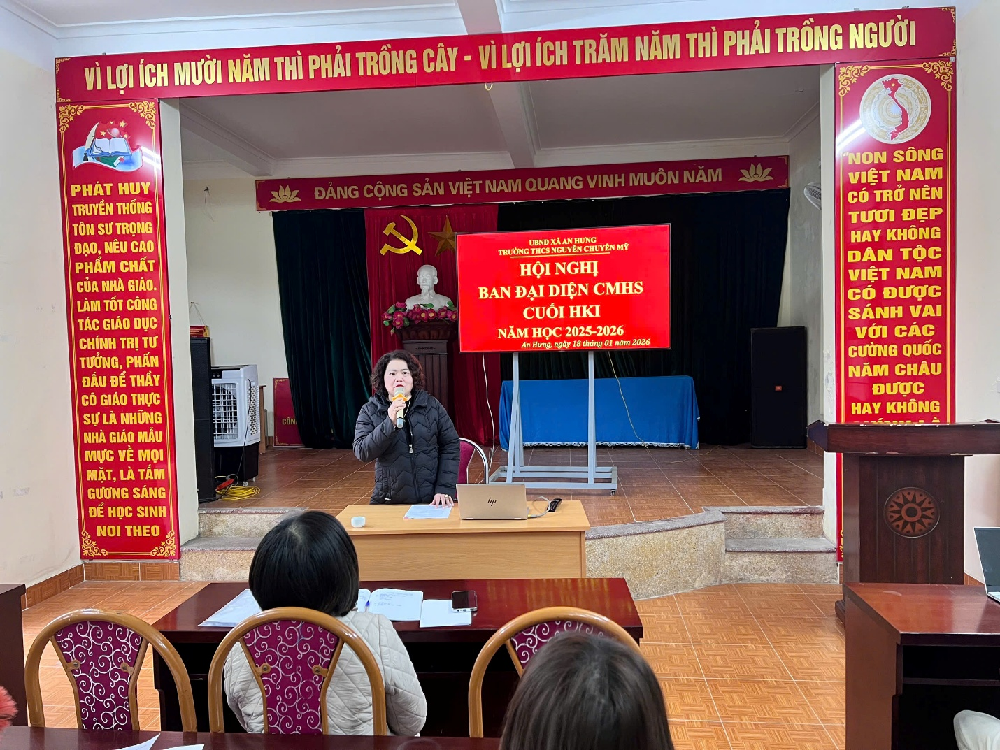 VÌ LỢI ÍCH MƯỜI NĂM THÌ PHẢI TRỒNG CÂY - VÌ LỢI ÍCH TRĂM NĂM THÌ PHẢI TRỒNG NGƯỜI
PHÁT HUY
TRUYỀN THỐNG
TÔN SƯ TRỌNG
ĐẠO, NÊU CAO
PHẨM CHẤT
CỦA NHÀ GIÁO.
LÀM TỐT CÔNG
TÁC GIÁO DỤC
CHÍNH TRỊ TƯ
TƯỞNG, PHẤN
ĐẤU ĐỂ THẦY
CÔ GIÁO THỰC
SỰ LÀ NHỮNG
NHÀ GIÁO MẪU
MỰC VỀ MỌI
MẶT, LÀ TẤM
GƯƠNG SÁNG
ĐỂ HỌC SINH
NOI THEO
ĐẢNG CỘNG SẢN VIỆT NAM QUANG VINH MUÔN NĂM
UBND XÃ AN HƯNG
TRƯỜNG THCS NGUYỄN CHUYÊN MỸ
HỘI NGHỊ
BAN ĐẠI DIỆN CMHS
CUỐI HKI
NĂM HỌC 2025-2026
An Hưng, ngày 18 tháng 01 năm 2026
"NON SÔNG
VIỆT NAM
CÓ TRỞ NÊN
TƯƠI ĐẸP
HAY KHÔNG
DÂN TỘC
VIỆT NAM
CÓ ĐƯỢC
SÁNH VAI
VỚI CÁC
CƯỜNG QUỐC
NĂM CHÂU
ĐƯỢC
HAY KHÔNG
hp